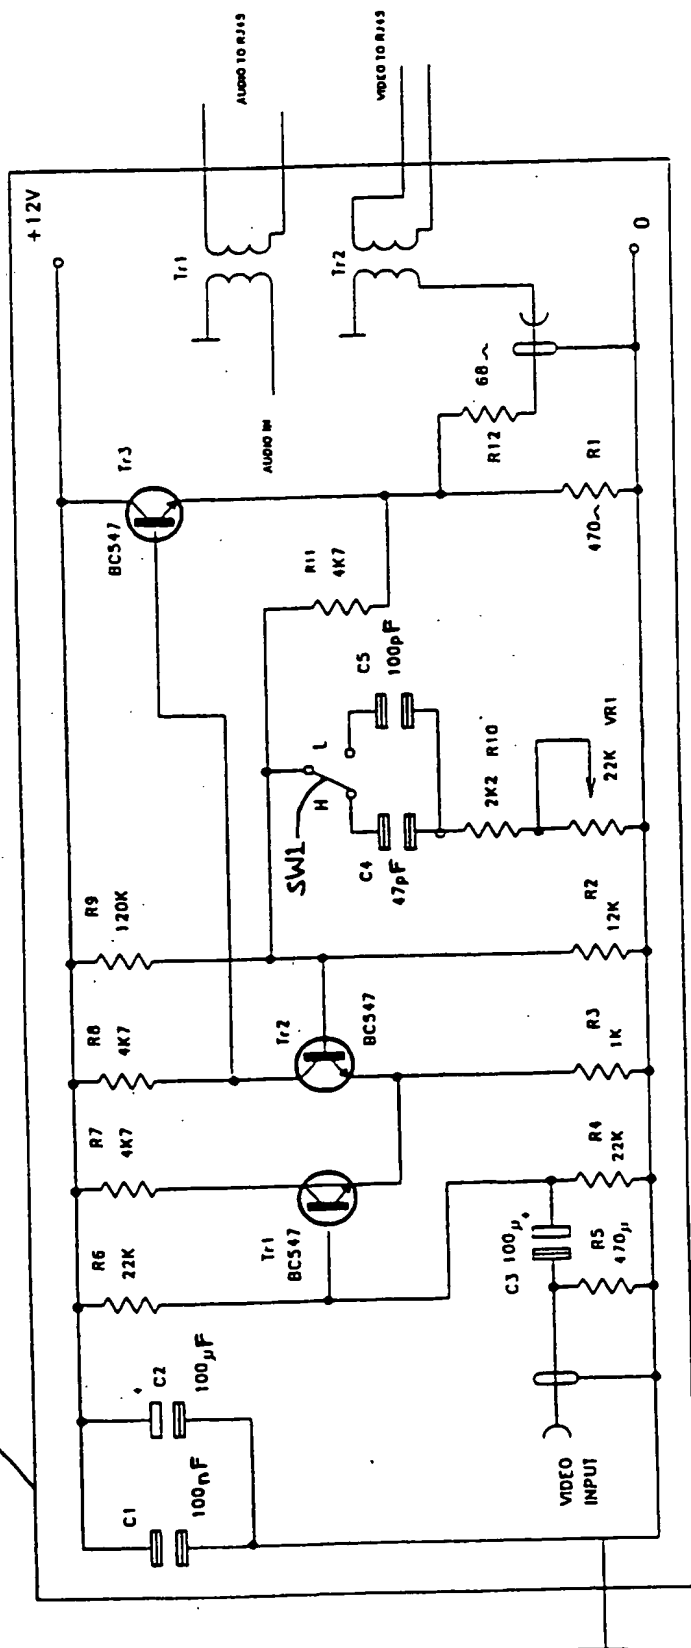 +12V
AUDIO TO RJ45
VIDEO TO RJ45
Tr1
Tr2
AUDIO IN
Tr3
BC547
R11
4K7
68~
R12
R1
470~
0
C5
100pF
L
H
SW1
C4
47pF
R10
2K2
VR1
22K
R9
120K
R2
12K
R8
4K7
Tr2
BC547
R3
1K
R7
4K7
Tr1
BC547
R4
22K
R6
22K
C3 100µ+
R5
470µ
+
C2
100µF
C1
100nF
VIDEO
INPUT